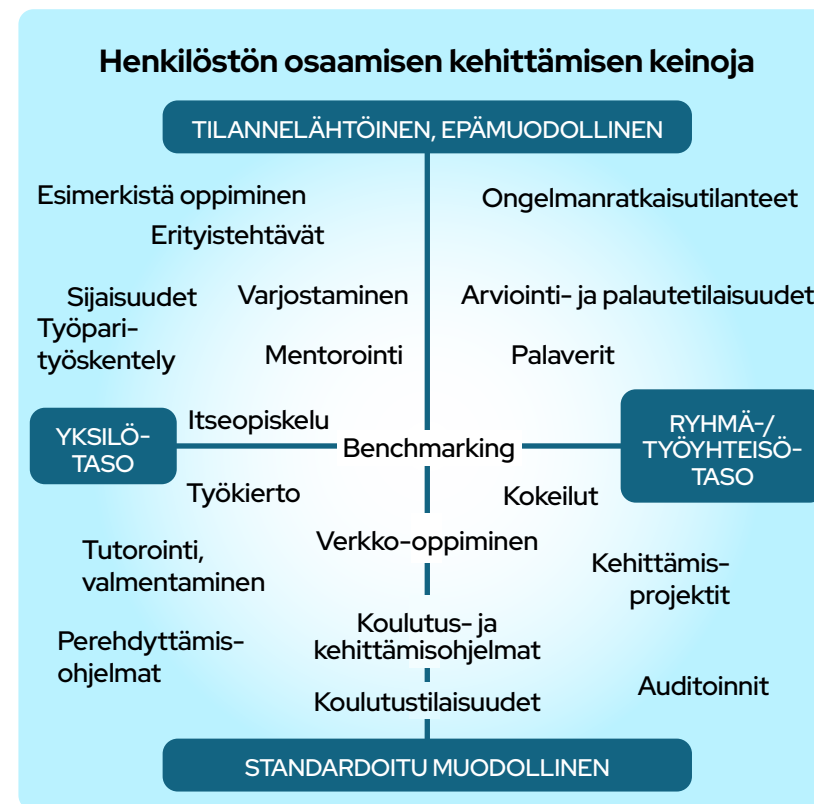 Henkilöstön osaamisen kehittämisen keinoja
TILANNELÄHTÖINEN, EPÄMUODOLLINEN
Esimerkistä oppiminen
Ongelmanratkaisutilanteet
Erityistehtävät
Sijaisuudet
Varjostaminen
Arviointi- ja palautetilaisuudet
Työpari-
työskentely
Mentorointi
Palaverit
Itseopiskelu
YKSILÖ-
TASO
Benchmarking
RYHMÄ-/
TYÖYHTEISÖ-
TASO
Työkierto
Kokeilut
Verkko-oppiminen
Tutorointi,
valmentaminen
Kehittämis-
projektit
Koulutus- ja
kehittämisohjelmat
Perehdyttämis-
ohjelmat
Koulutustilaisuudet
Auditoinnit
STANDARDOITU MUODOLLINEN